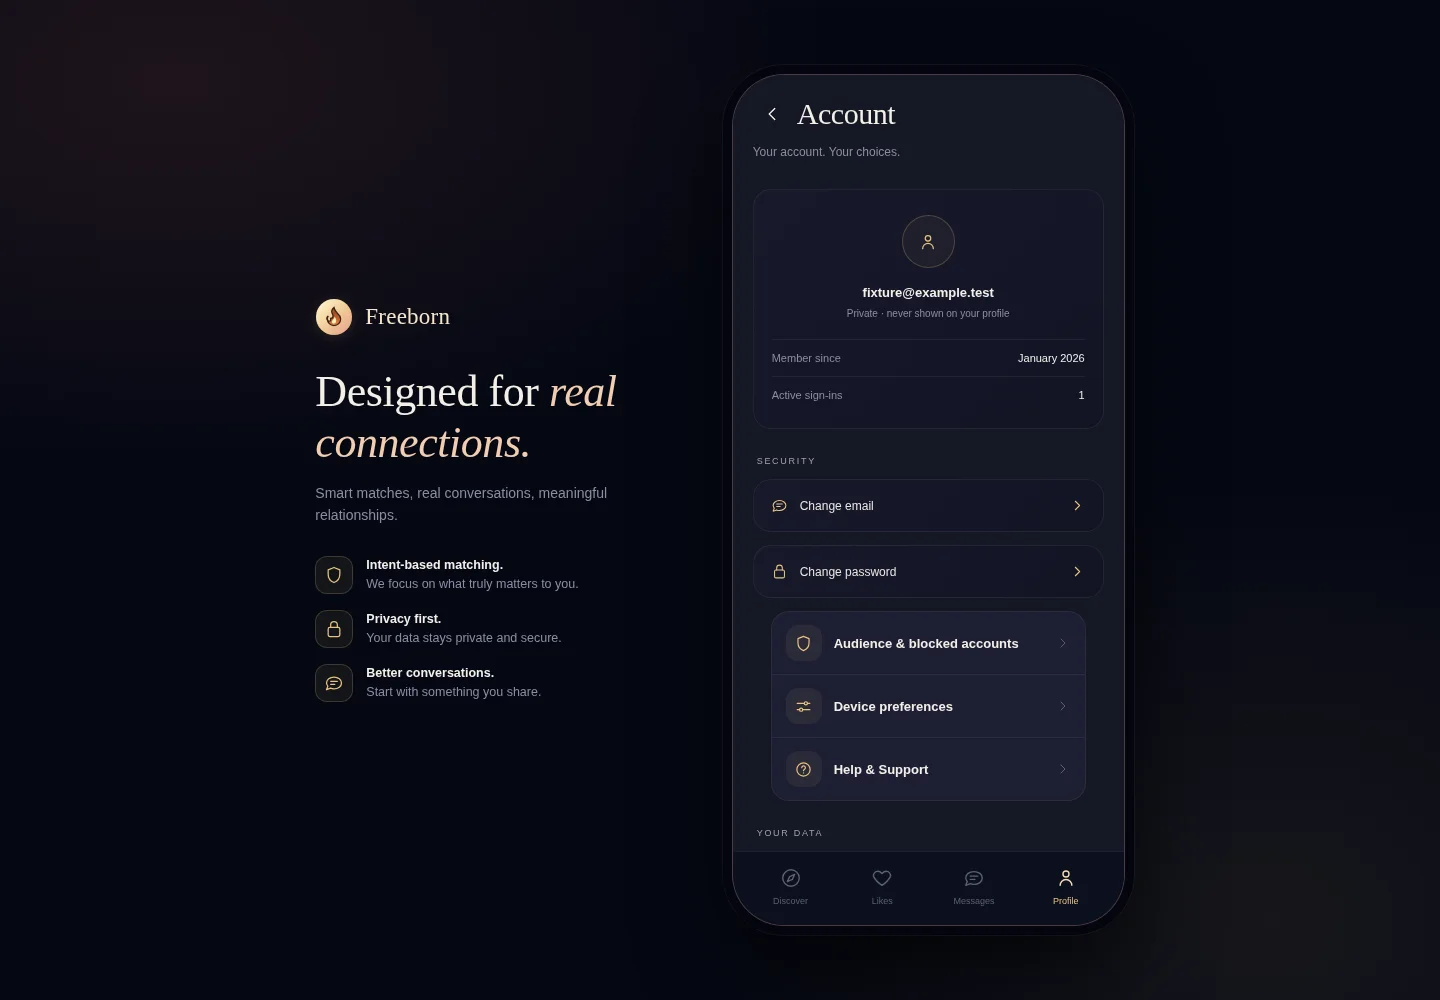 Freeborn
Designed for real
connections.
Smart matches, real conversations, meaningful
relationships.
Intent-based matching.
We focus on what truly matters to you.
Privacy first.
Your data stays private and secure.
Better conversations.
Start with something you share.
Account
Your account. Your choices.
fixture@example.test
Private · never shown on your profile
Member since January 2026
Active sign-ins 1
SECURITY
Change email
Change password
Audience & blocked accounts
Device preferences
Help & Support
YOUR DATA
Discover Likes Messages Profile